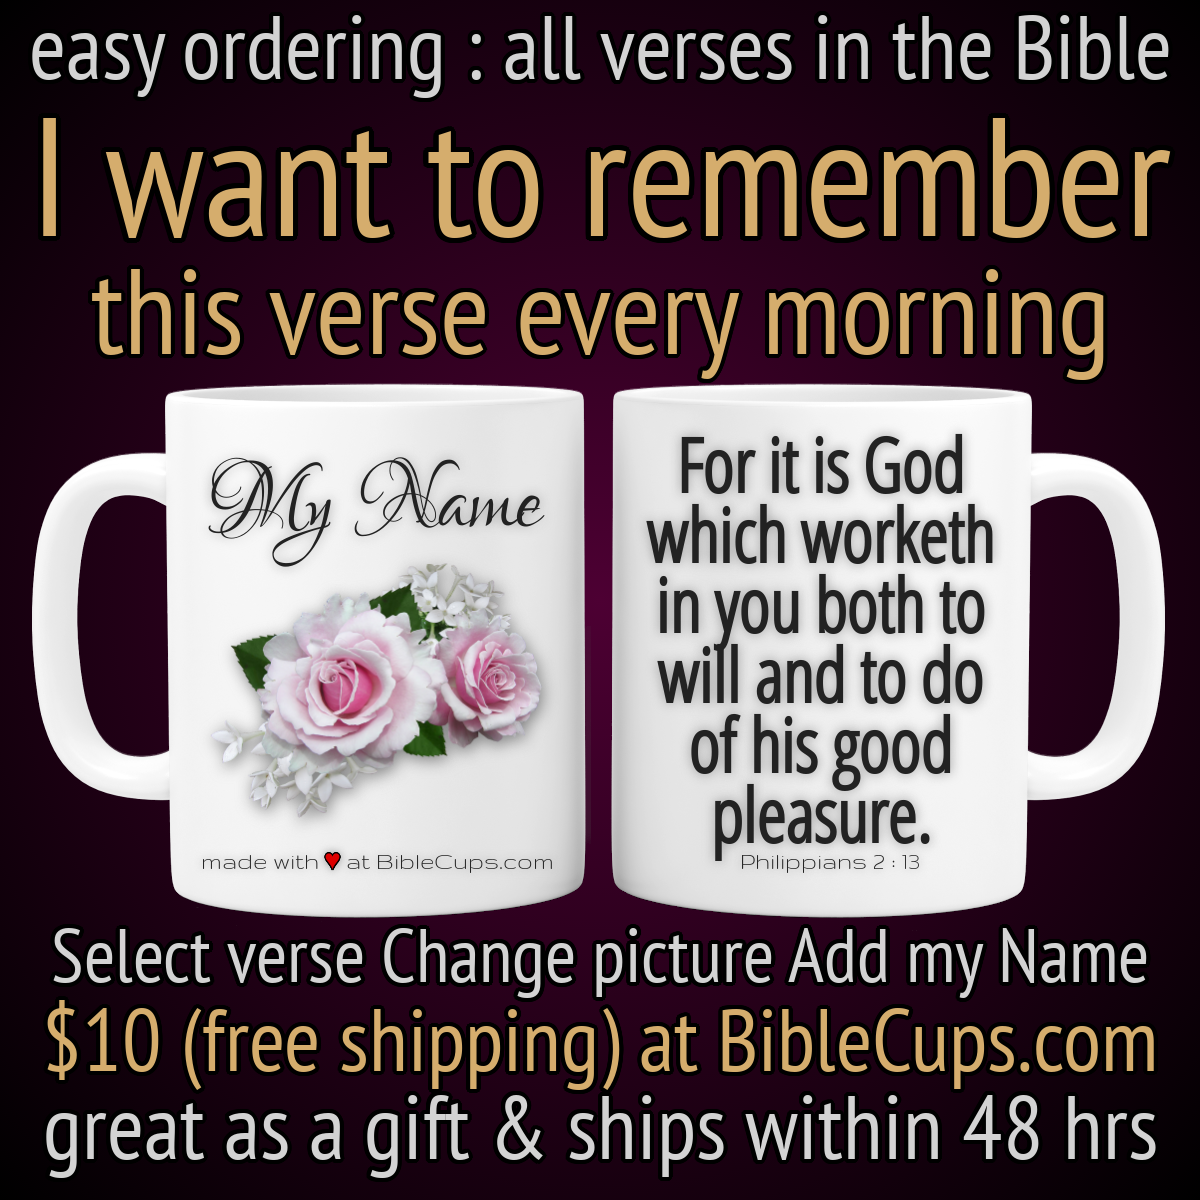 easy ordering : all verses in the Bible
I want to remember
this verse every morning
My Name
made with ♥ at BibleCups.com
For it is God
which worketh
in you both to
will and to do
of his good
pleasure.
Philippians 2 : 13
Select verse Change picture Add my Name
$10 (free shipping) at BibleCups.com
great as a gift & ships within 48 hrs